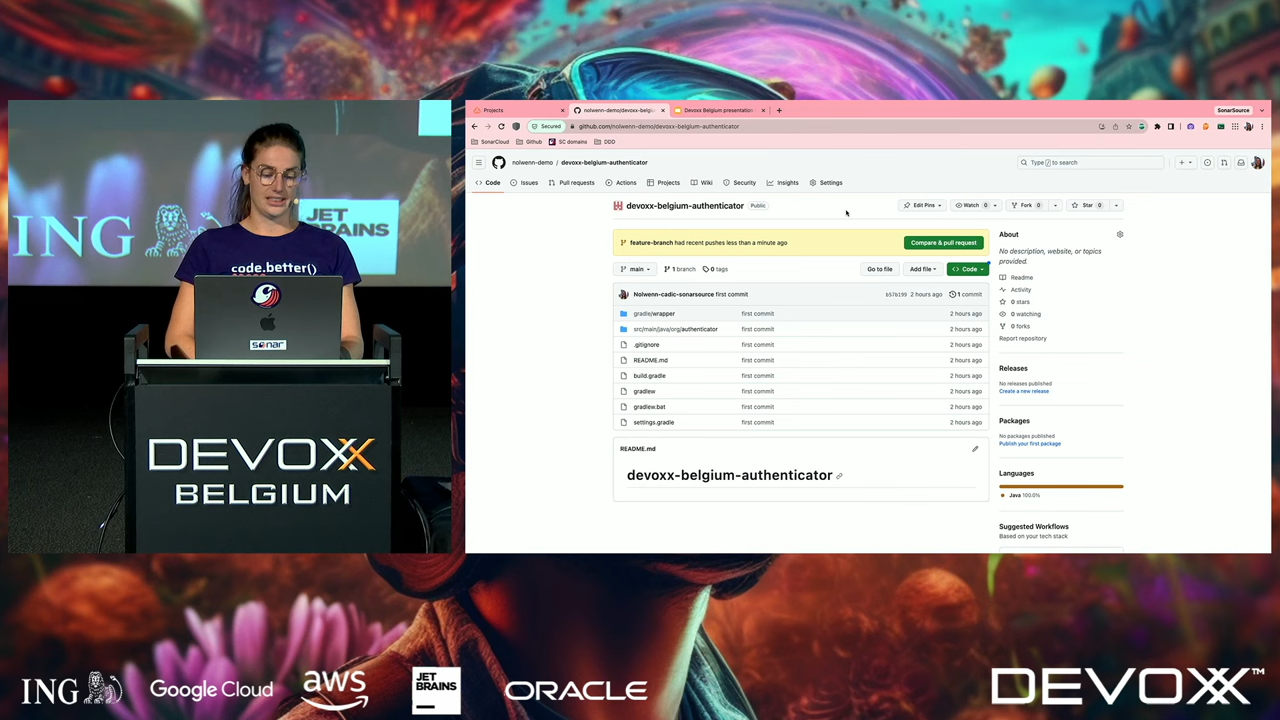 ING
JET
BRAINS
code.better()
sonar
DEVOXX
BELGIUM
Projects
nolwenn-demo/devoxx-belgiu
Devoxx Belgium presentation
SonarSource
Secured
github.com/nolwenn-demo/devoxx-belgium-authenticator
SonarCloud
Github
SC domains
DDD
nolwenn-demo / devoxx-belgium-authenticator
Type / to search
Code
Issues
Pull requests
Actions
Projects
Wiki
Security
Insights
Settings
devoxx-belgium-authenticator Public
Edit Pins
Watch 0
Fork 0
Star 0
feature-branch had recent pushes less than a minute ago
Compare & pull request
main
1 branch
0 tags
Go to file
Add file
Code
Nolwenn-cadic-sonarsource first commit
b57b199 2 hours ago 1 commit
gradle/wrapper first commit 2 hours ago
src/main/java/org/authenticator first commit 2 hours ago
.gitignore first commit 2 hours ago
README.md first commit 2 hours ago
build.gradle first commit 2 hours ago
gradlew first commit 2 hours ago
gradlew.bat first commit 2 hours ago
settings.gradle first commit 2 hours ago
README.md
devoxx-belgium-authenticator
About
No description, website, or topics
provided.
Readme
Activity
0 stars
0 watching
0 forks
Report repository
Releases
No releases published
Create a new release
Packages
No packages published
Publish your first package
Languages
Java 100.0%
Suggested Workflows
Based on your tech stack
ING
Google Cloud
aws
JET
BRAINS
ORACLE
DEVOXX™